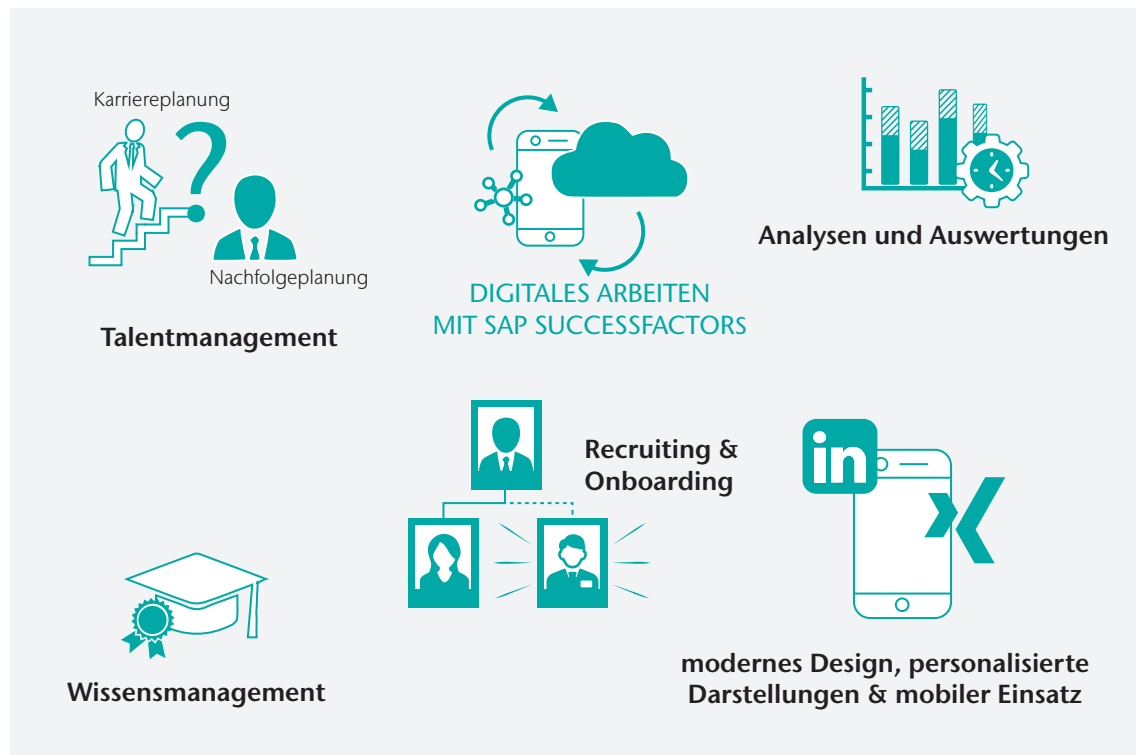 Karriereplanung
Nachfolgeplanung
Talentmanagement
DIGITALES ARBEITEN
MIT SAP SUCCESSFACTORS
Analysen und Auswertungen
Recruiting &
Onboarding
in
Wissensmanagement
modernes Design, personalisierte
Darstellungen & mobiler Einsatz